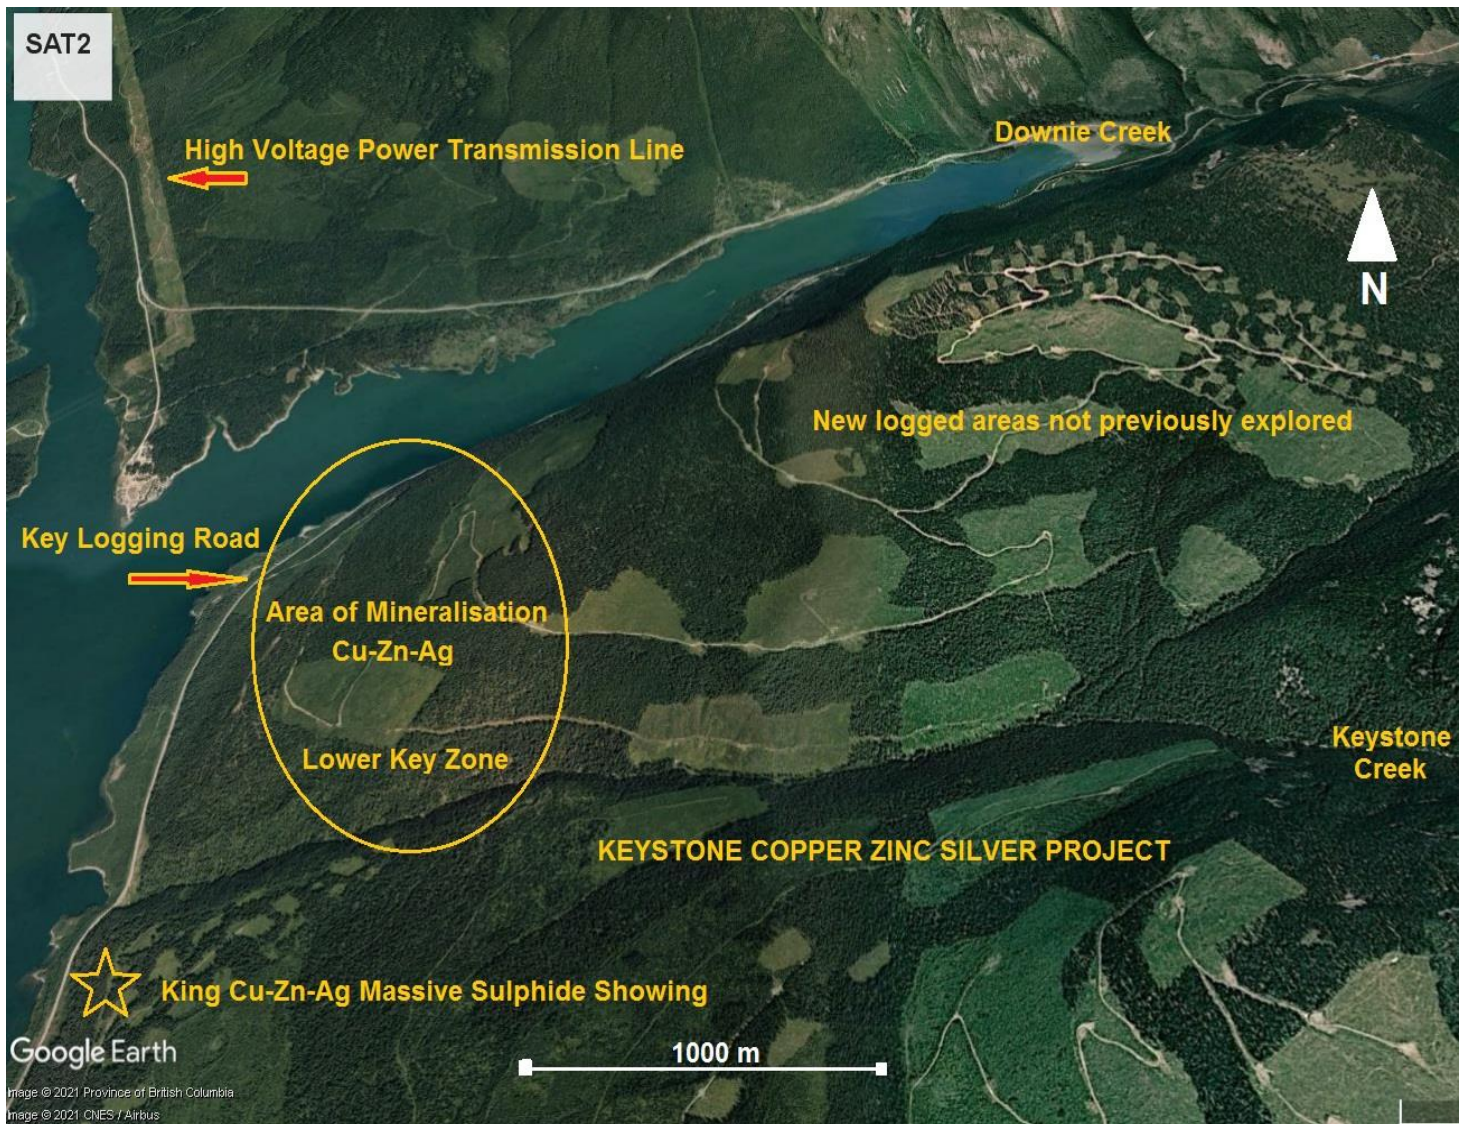 SAT2
Downie Creek
High Voltage Power Transmission Line
N
New logged areas not previously explored
Key Logging Road
Area of Mineralisation
Cu-Zn-Ag
Lower Key Zone
Keystone
Creek
KEYSTONE COPPER ZINC SILVER PROJECT
King Cu-Zn-Ag Massive Sulphide Showing
1000 m
Google Earth
Image © 2021 Province of British Columbia
Image © 2021 CNES / Airbus